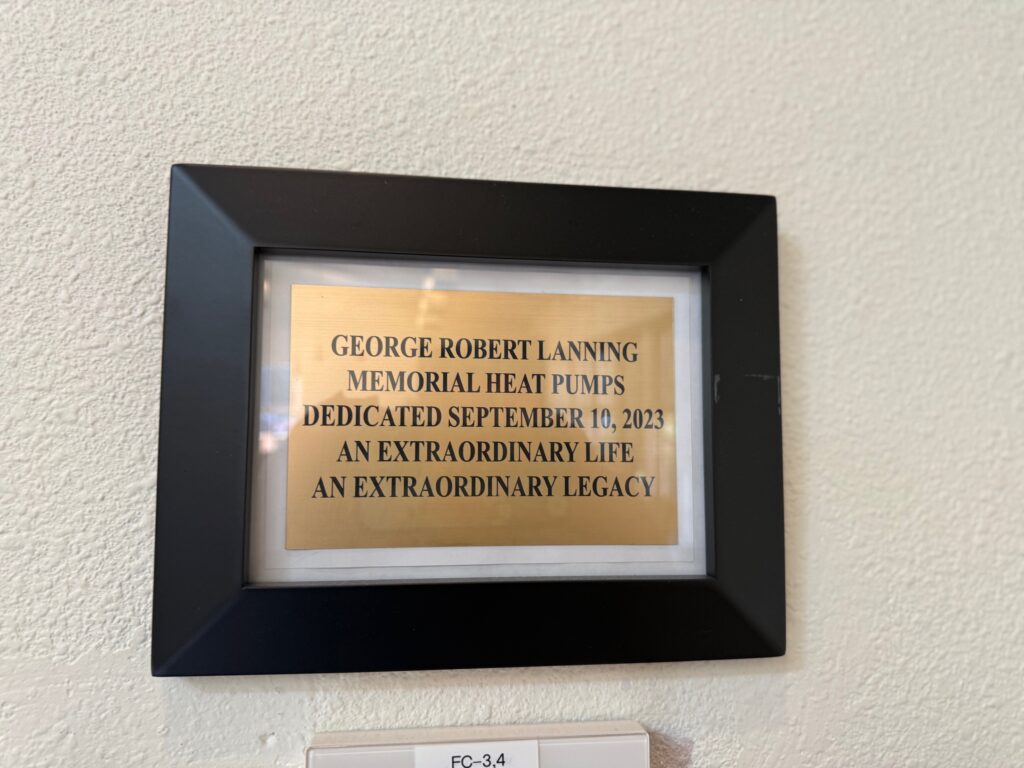 GEORGE ROBERT LANNING
MEMORIAL HEAT PUMPS
DEDICATED SEPTEMBER 10, 2023
AN EXTRAORDINARY LIFE
AN EXTRAORDINARY LEGACY
FC-3,4